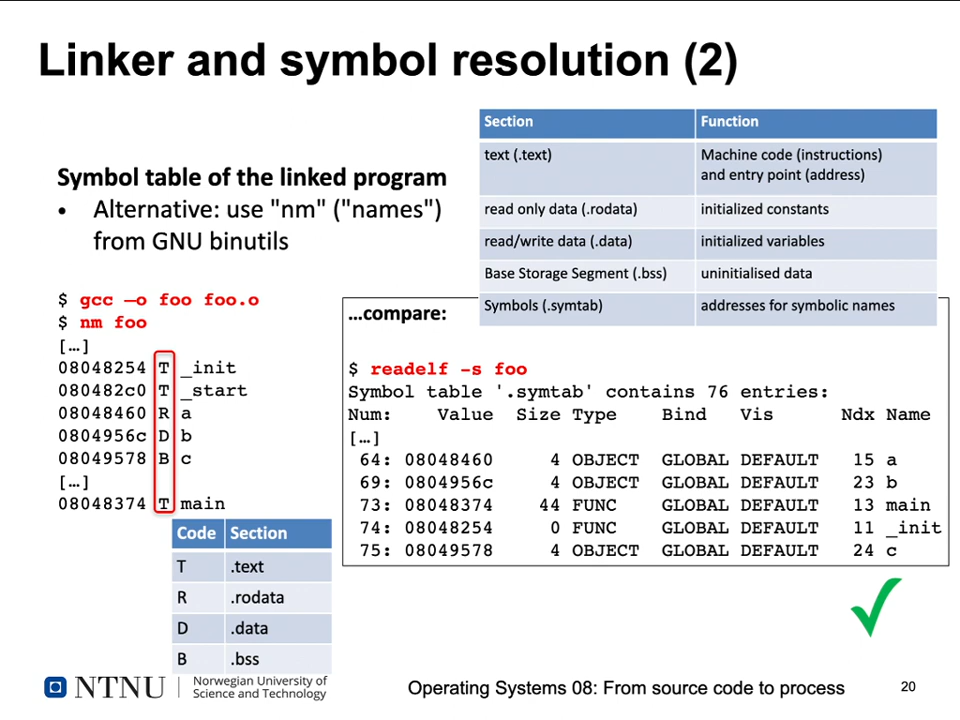 Linker and symbol resolution (2)
Symbol table of the linked program
• Alternative: use "nm" ("names")
from GNU binutils
Section Function
text (.text) Machine code (instructions)
and entry point (address)
read only data (.rodata) initialized constants
read/write data (.data) initialized variables
Base Storage Segment (.bss) uninitialised data
Symbols (.symtab) addresses for symbolic names
$ gcc –o foo foo.o
$ nm foo
[…]
08048254 T _init
080482c0 T _start
08048460 R a
0804956c D b
08049578 B c
[…]
08048374 T main
Code Section
T .text
R .rodata
D .data
B .bss
…compare:
$ readelf -s foo
Symbol table '.symtab' contains 76 entries:
Num: Value Size Type Bind Vis Ndx Name
[…]
64: 08048460 4 OBJECT GLOBAL DEFAULT 15 a
69: 0804956c 4 OBJECT GLOBAL DEFAULT 23 b
73: 08048374 44 FUNC GLOBAL DEFAULT 13 main
74: 08048254 0 FUNC GLOBAL DEFAULT 11 _init
75: 08049578 4 OBJECT GLOBAL DEFAULT 24 c
NTNU
Norwegian University of
Science and Technology
Operating Systems 08: From source code to process
20